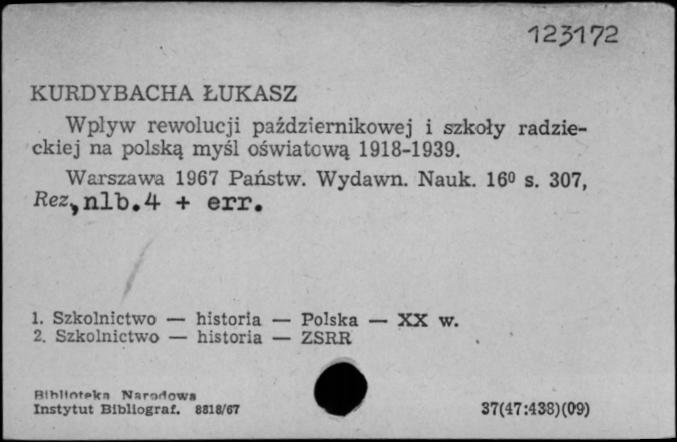 123172
KURDYBACHA ŁUKASZ
Wpływ rewolucji październikowej i szkoły radzie-
ckiej na polską myśl oświatową 1918-1939.
Warszawa 1967 Państw. Wydawn. Nauk. 16⁰ s. 307,
Rez, nlb.4 + err.
1. Szkolnictwo — historia — Polska — XX w.
2. Szkolnictwo — historia — ZSRR
Biblioteka Narodowa
Instytut Bibliograf. 8818/67
37(47:438)(09)